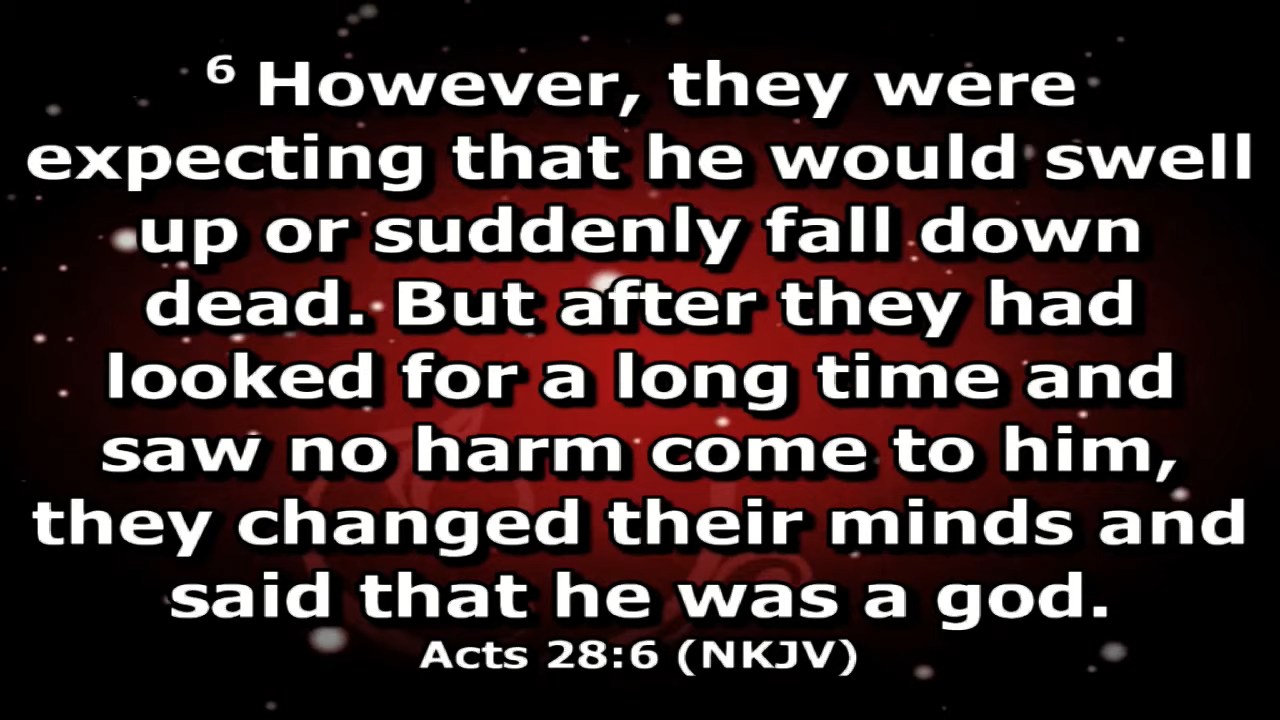 6 However, they were
expecting that he would swell
up or suddenly fall down
dead. But after they had
looked for a long time and
saw no harm come to him,
they changed their minds and
said that he was a god.
Acts 28:6 (NKJV)